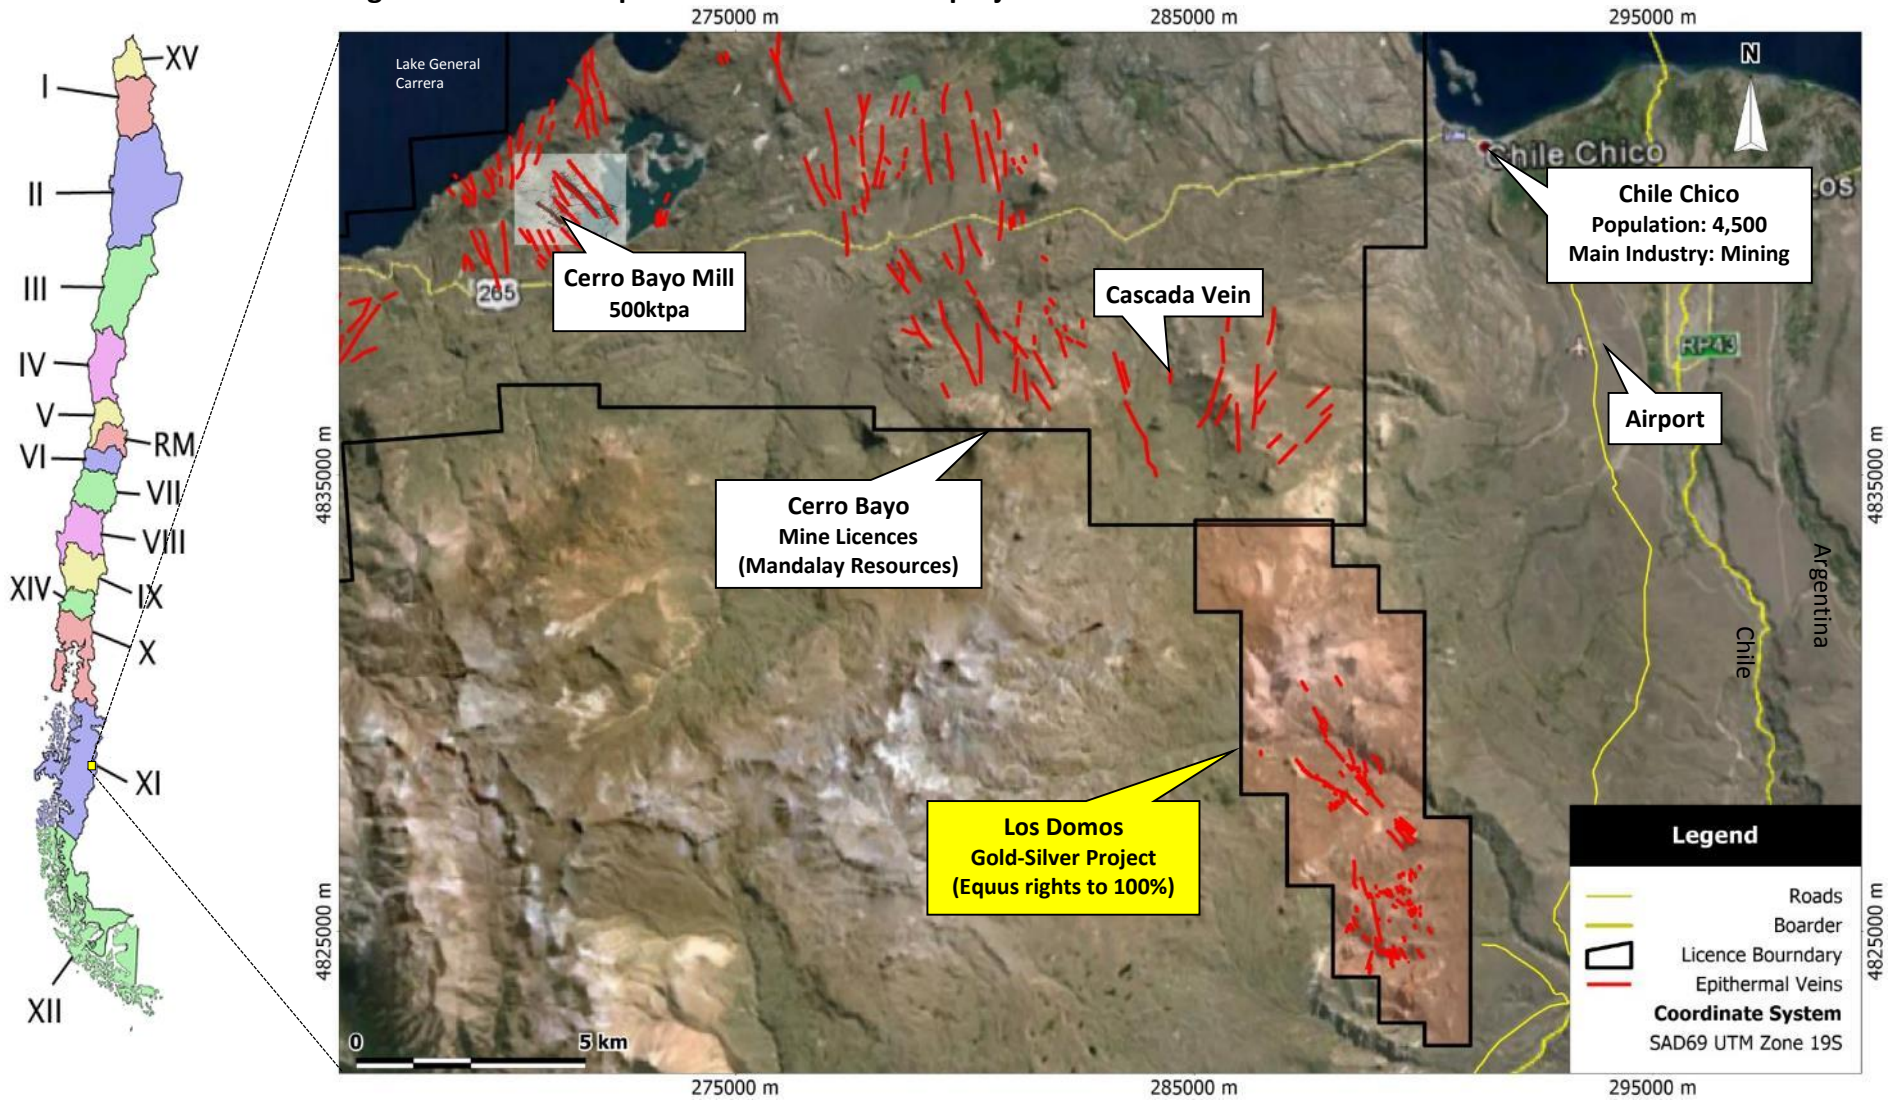 275000 m
285000 m
295000 m
XV
I
II
III
IV
V
RM
VI
VII
VIII
XIV
IX
X
XI
XII
Lake General
Carrera
N
Chile Chico
LOS
Chile Chico
Population: 4,500
Main Industry: Mining
265
Cerro Bayo Mill
500ktpa
Cascada Vein
RP43
Airport
4835000 m
4835000 m
Cerro Bayo
Mine Licences
(Mandalay Resources)
Argentina
Chile
Los Domos
Gold-Silver Project
(Equus rights to 100%)
4825000 m
4825000 m
Legend
Roads
Boarder
Licence Bourndary
Epithermal Veins
Coordinate System
SAD69 UTM Zone 19S
0
5 km
275000 m
285000 m
295000 m